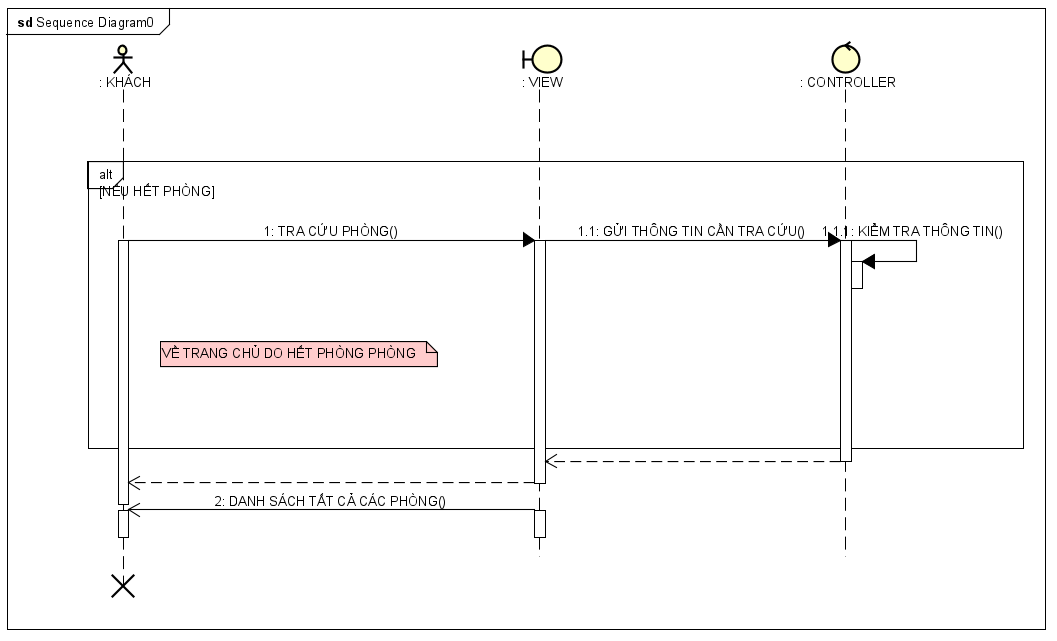 sd Sequence Diagram0
: KHÁCH
: VIEW
: CONTROLLER
alt
[NẾU HẾT PHÒNG]
1: TRA CỨU PHÒNG()
1.1: GỬI THÔNG TIN CẦN TRA CỨU()
1.1.1: KIỂM TRA THÔNG TIN()
VỀ TRANG CHỦ DO HẾT PHÒNG PHÒNG
2: DANH SÁCH TẤT CẢ CÁC PHÒNG()